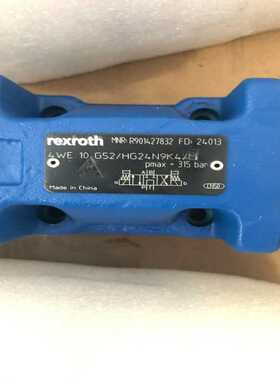 rexroth MNR: R901427832 FD: 24013
4WE 10 G52/HG24N9K4/
pmax = 315 bar
Made in China